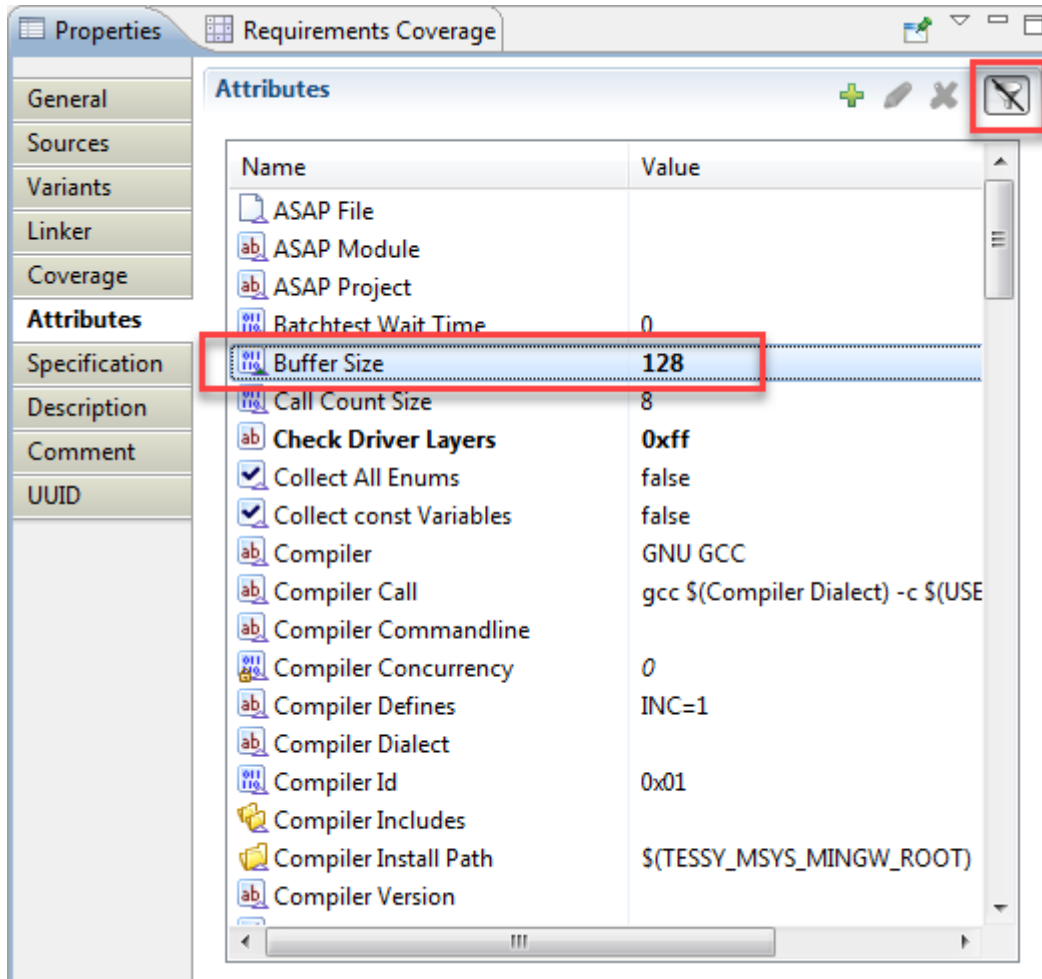 Properties
Requirements Coverage
General
Sources
Variants
Linker
Coverage
Attributes
Specification
Description
Comment
UUID
Attributes
Name Value
ASAP File
ASAP Module
ASAP Project
Batchtest Wait Time 0
Buffer Size 128
Call Count Size 8
Check Driver Layers 0xff
Collect All Enums false
Collect const Variables false
Compiler GNU GCC
Compiler Call gcc $(Compiler Dialect) -c $(USE
Compiler Commandline
Compiler Concurrency 0
Compiler Defines INC=1
Compiler Dialect
Compiler Id 0x01
Compiler Includes
Compiler Install Path $(TESSY_MSYS_MINGW_ROOT)
Compiler Version